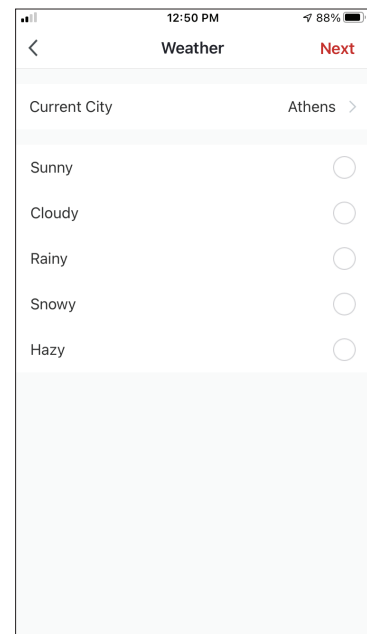 12:50 PM 88%
Weather Next
Current City Athens
Sunny
Cloudy
Rainy
Snowy
Hazy